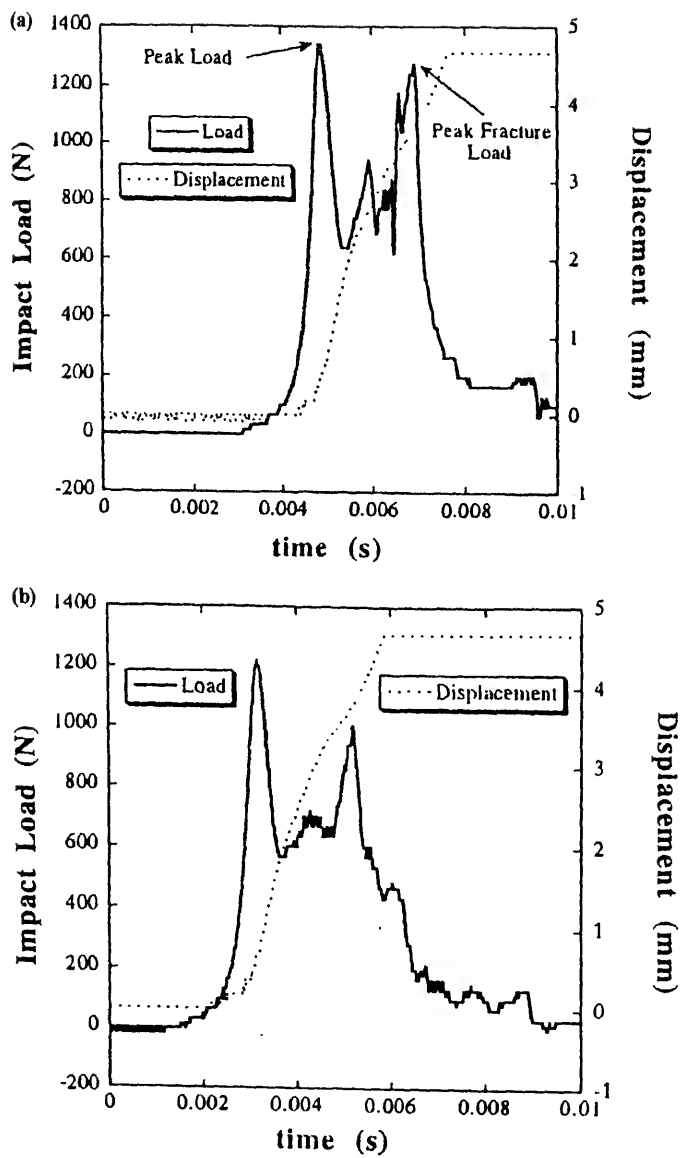 (a)
1400
1200
1000
800
600
400
200
0
-200
Impact Load (N)
Peak Load
Load
Displacement
Peak Fracture
Load
5
4
3
2
1
0
-1
Displacement (mm)
0
0.002
0.004
0.006
0.008
0.01
time (s)
(b)
1400
1200
1000
800
600
400
200
0
-200
Impact Load (N)
Load
Displacement
5
4
3
2
1
0
-1
Displacement (mm)
0
0.002
0.004
0.006
0.008
0.01
time (s)